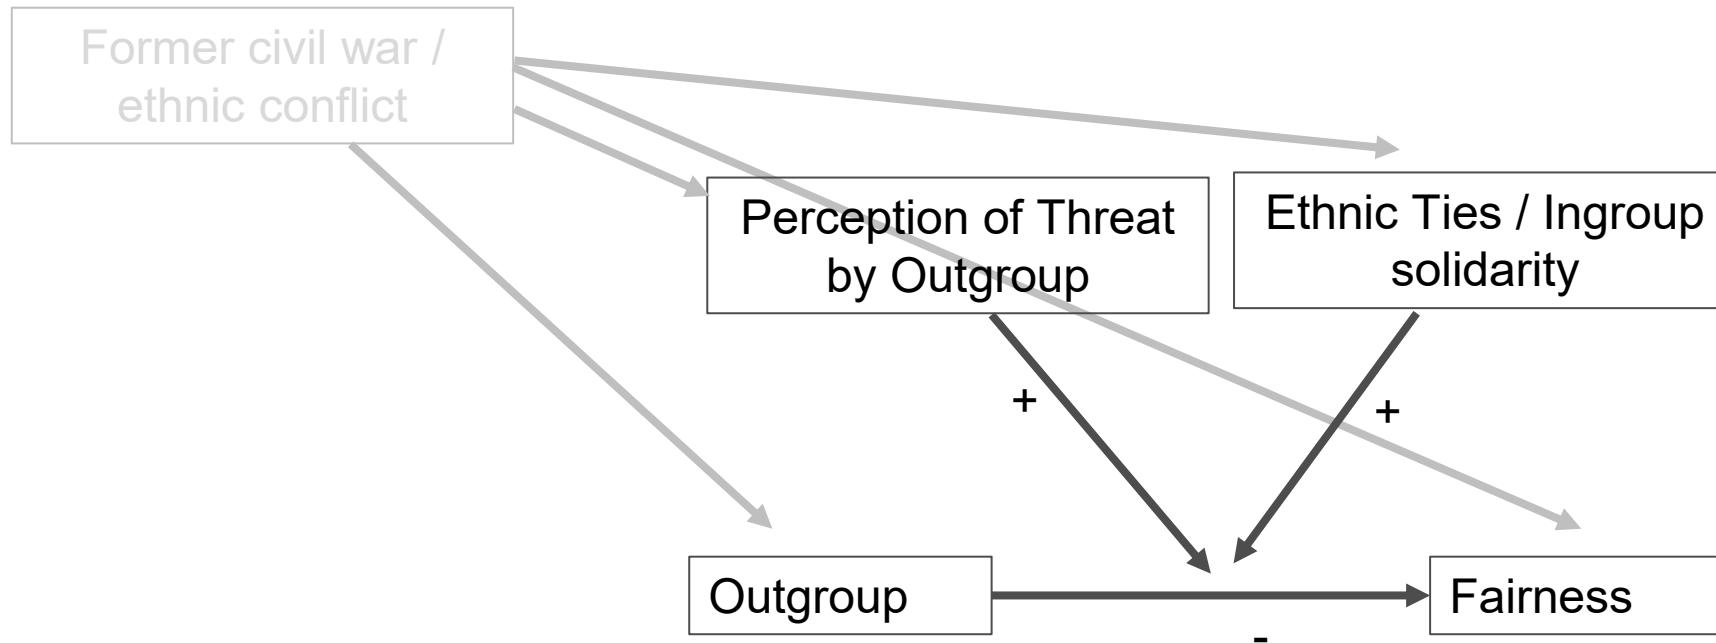 Former civil war /
ethnic conflict
Perception of Threat
by Outgroup
Ethnic Ties / Ingroup
solidarity
+
+
Outgroup
Fairness
-